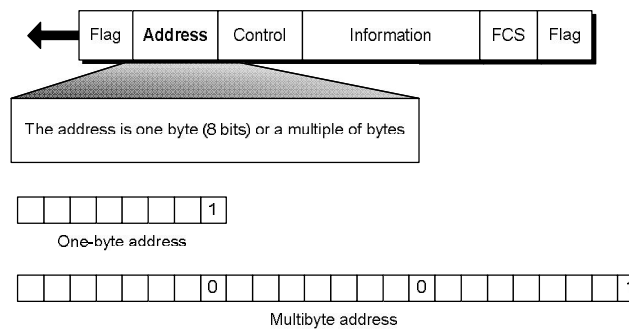 Flag Address Control Information FCS Flag
The address is one byte (8 bits) or a multiple of bytes
1
One-byte address
0 0 1
Multibyte address